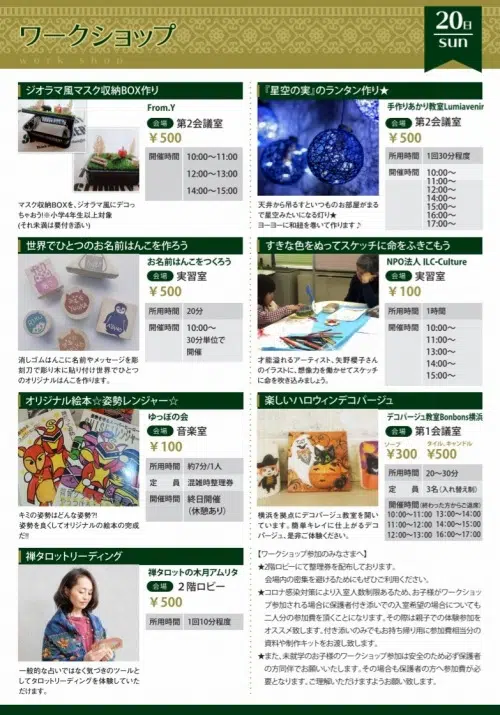 ワークショップ
work shop
20日
sun
ジオラマ風マスク収納BOX作り
From.Y
会場 第2会議室
￥500
開催時間 10:00〜11:00
12:00〜13:00
14:00〜15:00
マスク収納BOXを、ジオラマ風にデコっ
ちゃおう!※小学4年生以上対象
(それ未満は要付き添い)
『星空の実』のランタン作り★
手作りあかり教室Lumiavenir
会場 第2会議室
￥500
所用時間 1回30分程度
開催時間 10:00〜
11:00〜
12:00〜
14:00〜
15:00〜
16:00〜
17:00〜
天井から吊るすといつものお部屋がまる
で星空みたいになる灯り★
ヨーヨーに和紐を巻いて作ります♪
世界でひとつのお名前はんこを作ろう
お名前はんこをつくろう
会場 実習室
￥500
所用時間 20分
開催時間 10:00〜
30分単位で
開催
消しゴムはんこに名前やメッセージを彫
刻刀で彫り木に貼り付け世界でひとつ
のオリジナルはんこを作ります。
すきな色をぬってスケッチに命をふきこもう
NPO法人 ILC-Culture
会場 実習室
￥100
所用時間 1時間
開催時間 10:00〜
11:00〜
13:00〜
14:00〜
15:00〜
才能溢れるアーティスト、矢野櫻子さん
のイラストに、想像力を働かせてスケッチ
に命を吹き込みましょう。
オリジナル絵本☆姿勢レンジャー☆
ゆっぽの会
会場 音楽室
￥100
所用時間 約7分/1人
定員 混雑時整理券
開催時間 終日開催
(休憩あり)
キミの姿勢はどんな姿勢?!
姿勢を良くしてオリジナルの絵本の完成
だ!!
楽しいハロウィンデコパージュ
デコパージュ教室Bonbons横浜
会場 第1会議室
ソープ タイル、キャンドル
￥300 ￥500
所用時間 20〜30分
定員 3名(入れ替え制)
開催時間(終わった方からご退席)
10:00〜11:00 13:00〜14:00
11:00〜12:00 14:00〜15:00
12:00〜13:00 16:00〜17:00
横浜を拠点にデコパージュ教室を開い
ています。簡単キレイに仕上がるデコ
パージュ、是非ご体験ください。
禅タロットリーディング
禅タロットの木月アムリタ
会場 2階ロビー
￥500
所用時間 1回10分程度
一般的な占いではなく気づきのツールと
してタロットリーディングを体験していた
だけます。
【ワークショップ参加のみなさまへ】
★2階ロビーにて整理券を配布しております。
会場内の密集を避けるためにもぜひご利用ください。
★コロナ感染対策により入室人数制限あるため、お子様がワークショ
ップ参加される場合に保護者付き添いでの入室希望の場合についても
二人分の参加費を頂くことになります。その際は親子での体験参加を
オススメ致します。付き添いのみでもお持ち帰り用に参加費相当分の
資料や制作キットをお渡し致します。
★また、未就学のお子様のワークショップ参加は安全のため必ず保護者
の方同伴でお願いいたします。その場合も保護者の方へ参加費が必
要となります。ご理解いただけますようお願い致します。